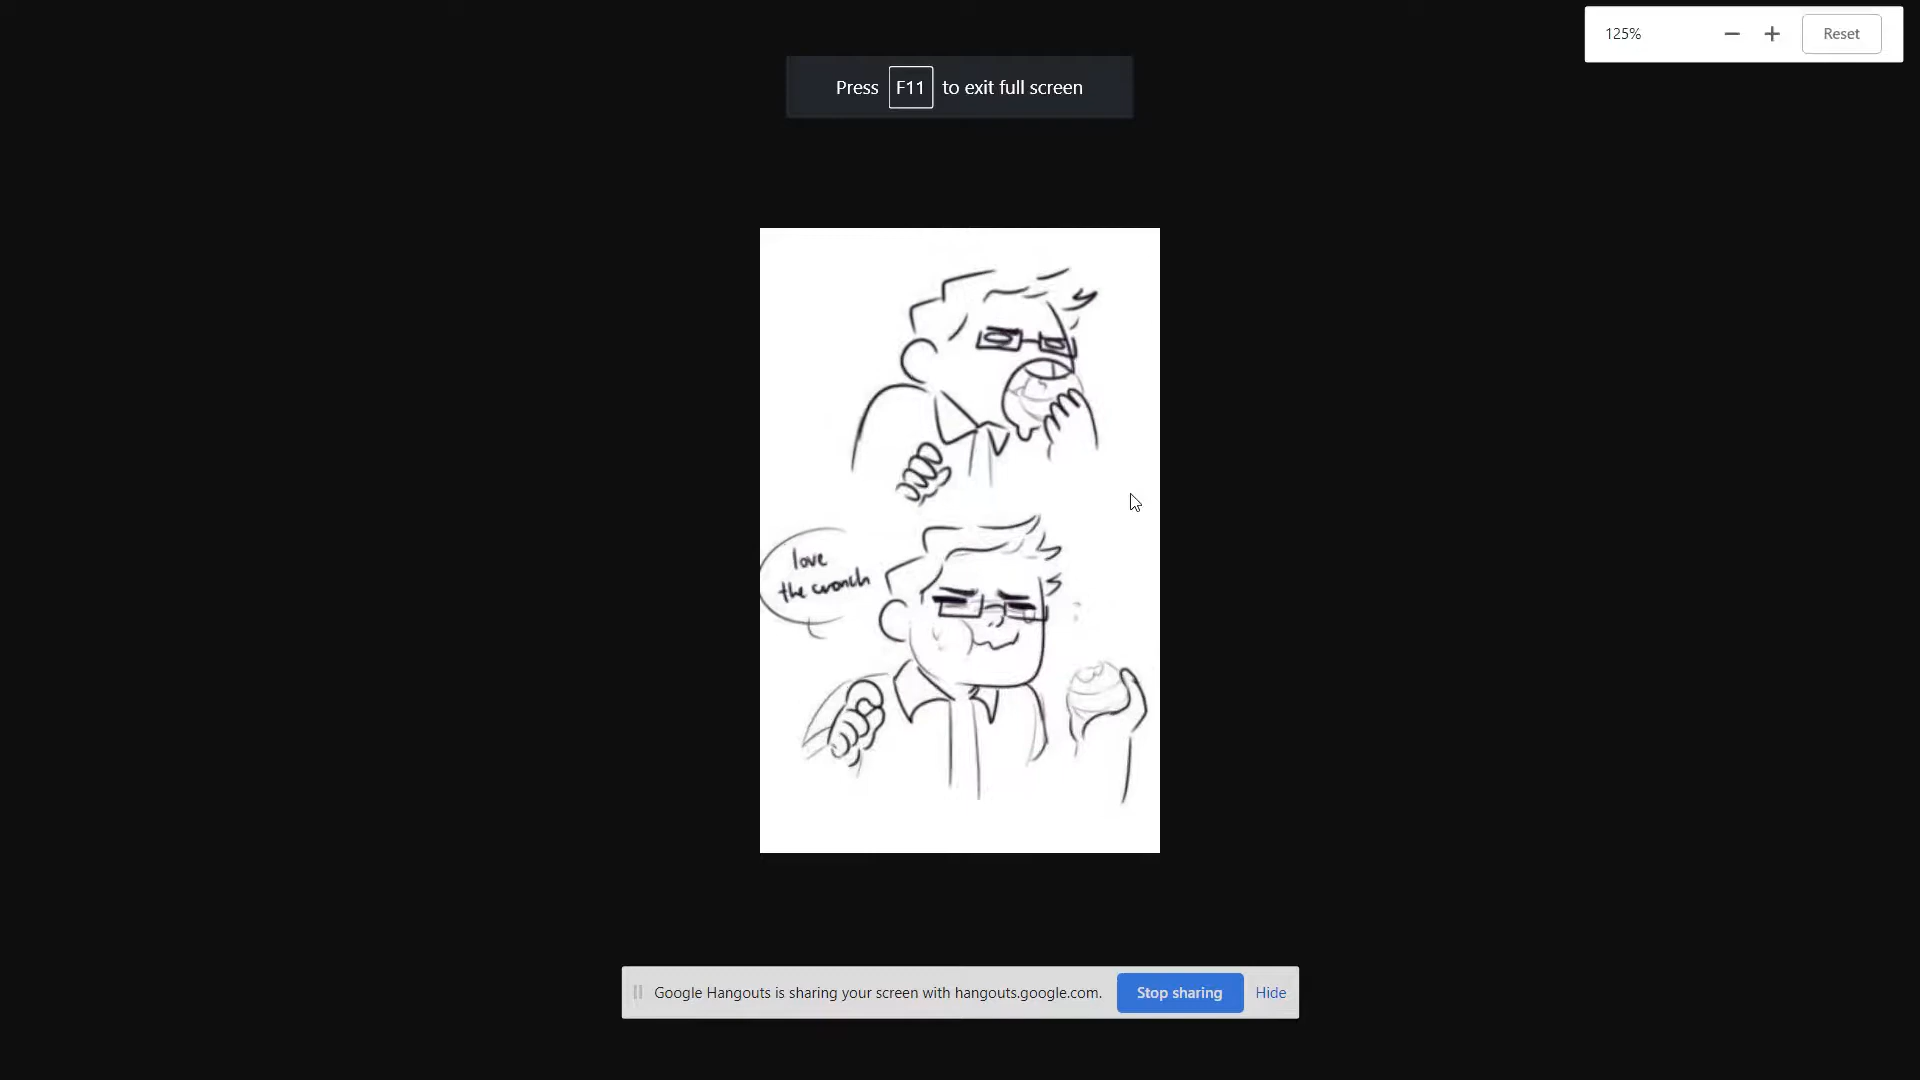 125%
Reset
Press F11 to exit full screen
love
the cronch
Google Hangouts is sharing your screen with hangouts.google.com.
Stop sharing
Hide